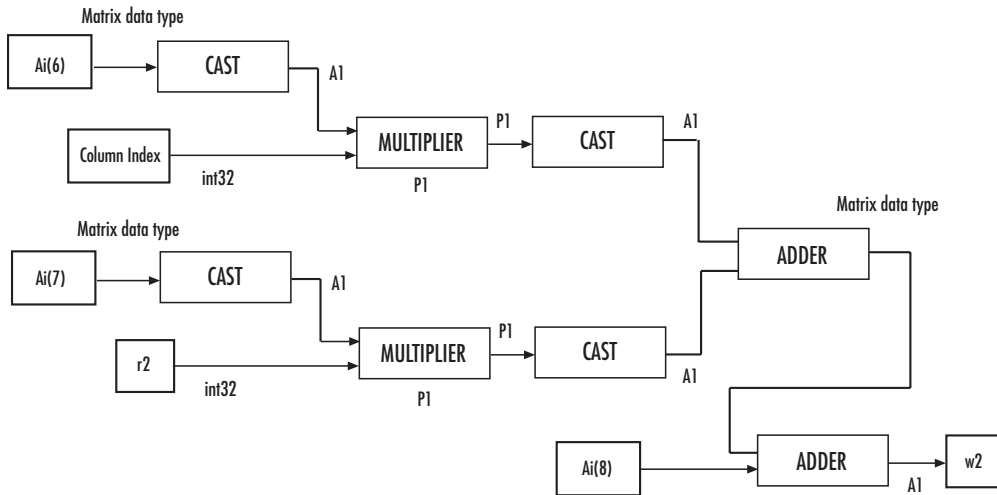 Matrix data type
Ai(6)
CAST
A1
Column Index
int32
MULTIPLIER
P1
P1
CAST
A1
Matrix data type
Matrix data type
ADDER
Ai(7)
CAST
A1
r2
int32
MULTIPLIER
P1
P1
CAST
A1
Ai(8)
ADDER
A1
w2